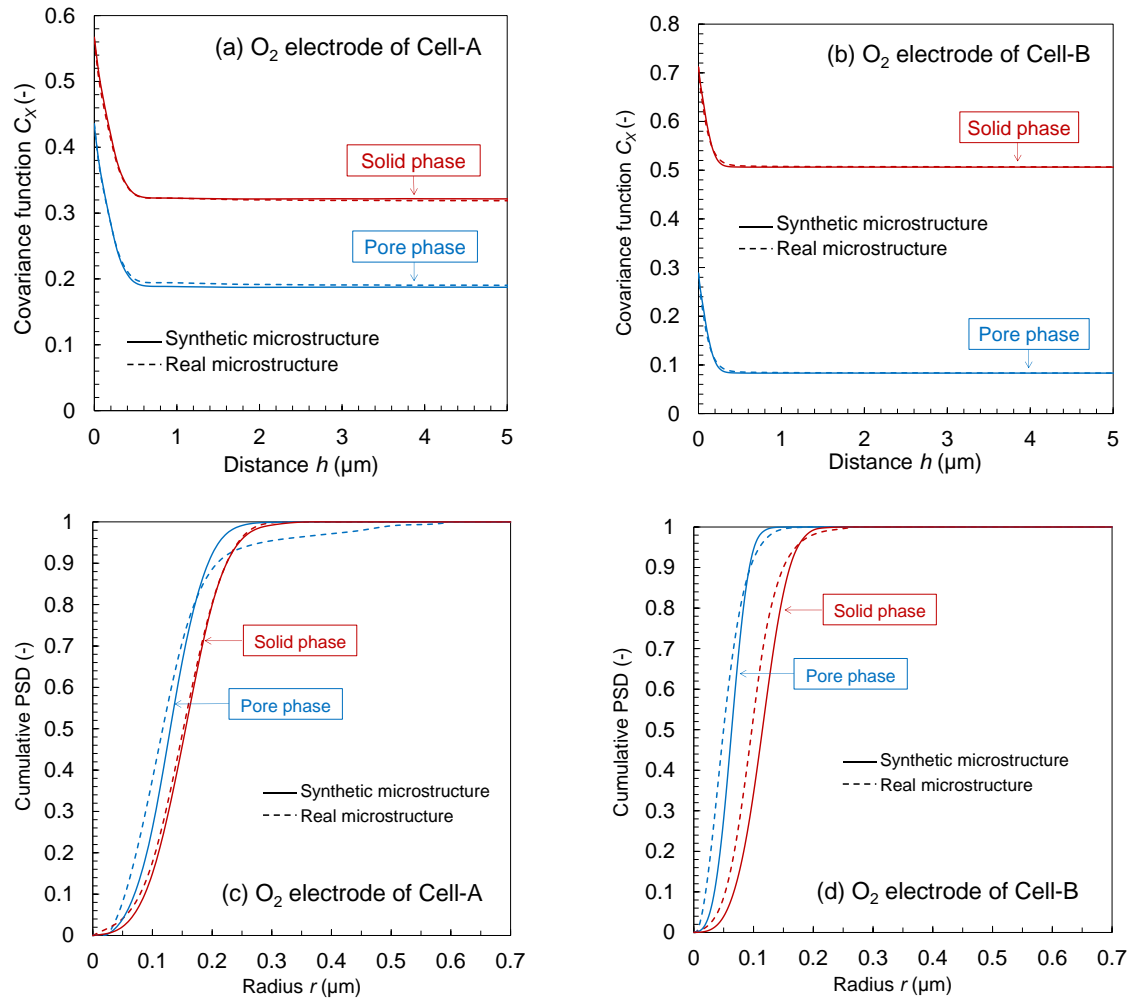 (a) O₂ electrode of Cell-A
Covariance function Cₓ (-)
0.6
0.5
0.4
0.3
0.2
0.1
0
Solid phase
Pore phase
Synthetic microstructure
Real microstructure
0 1 2 3 4 5
Distance h (µm)
(b) O₂ electrode of Cell-B
Covariance function Cₓ (-)
0.8
0.7
0.6
0.5
0.4
0.3
0.2
0.1
0
Solid phase
Synthetic microstructure
Real microstructure
Pore phase
0 1 2 3 4 5
Distance h (µm)
Cumulative PSD (-)
1
0.9
0.8
0.7
0.6
0.5
0.4
0.3
0.2
0.1
0
Solid phase
Pore phase
Synthetic microstructure
Real microstructure
(c) O₂ electrode of Cell-A
0 0.1 0.2 0.3 0.4 0.5 0.6 0.7
Radius r (µm)
Cumulative PSD (-)
1
0.9
0.8
0.7
0.6
0.5
0.4
0.3
0.2
0.1
0
Solid phase
Pore phase
Synthetic microstructure
Real microstructure
(d) O₂ electrode of Cell-B
0 0.1 0.2 0.3 0.4 0.5 0.6 0.7
Radius r (µm)